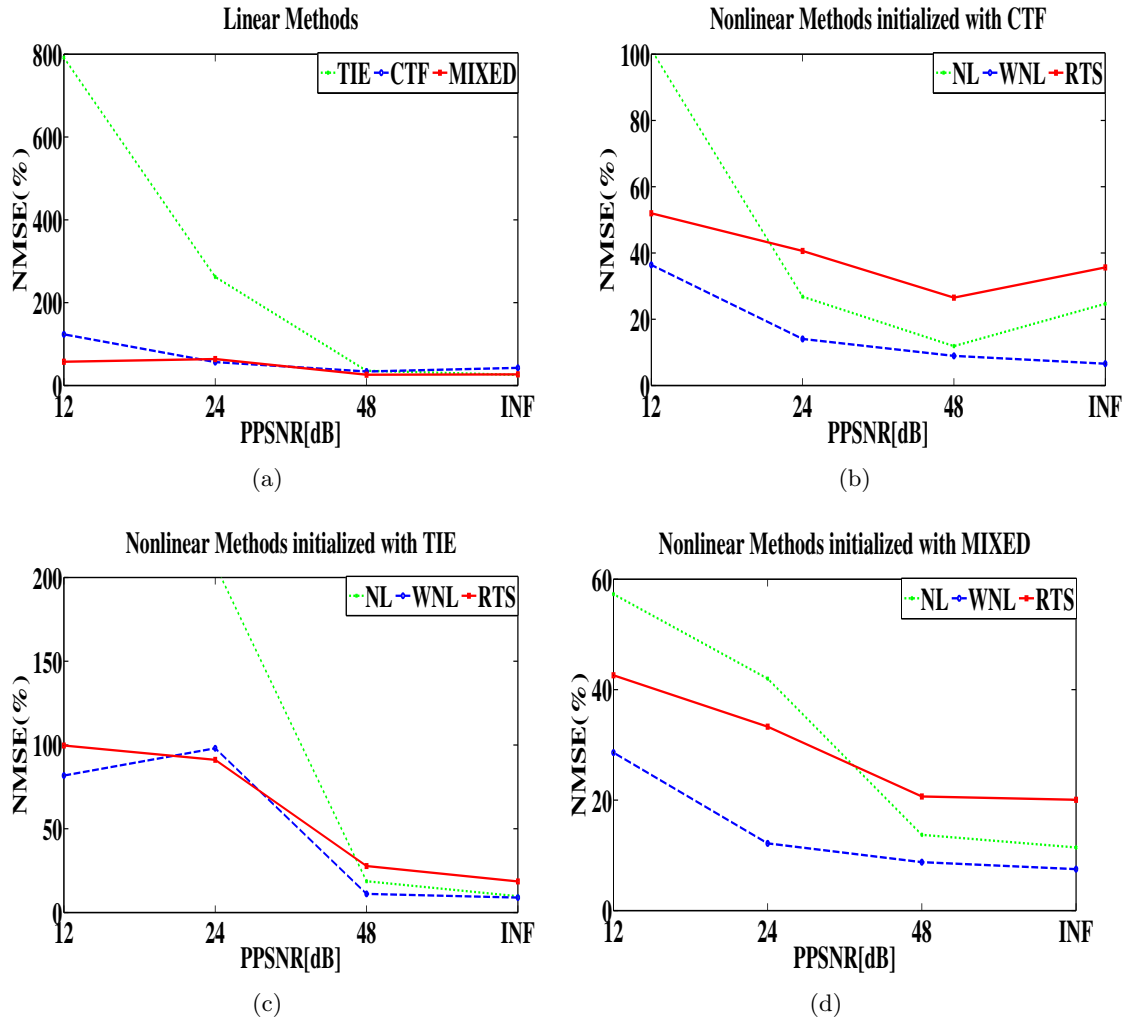 Linear Methods
800
600
400
200
0
NMSE(%)
TIE CTF MIXED
12 24 48 INF
PPSNR[dB]
(a)
Nonlinear Methods initialized with CTF
100
80
60
40
20
0
NMSE(%)
NL WNL RTS
12 24 48 INF
PPSNR[dB]
(b)
Nonlinear Methods initialized with TIE
200
150
100
50
0
NMSE(%)
NL WNL RTS
12 24 48 INF
PPSNR[dB]
(c)
Nonlinear Methods initialized with MIXED
60
40
20
0
NMSE(%)
NL WNL RTS
12 24 48 INF
PPSNR[dB]
(d)